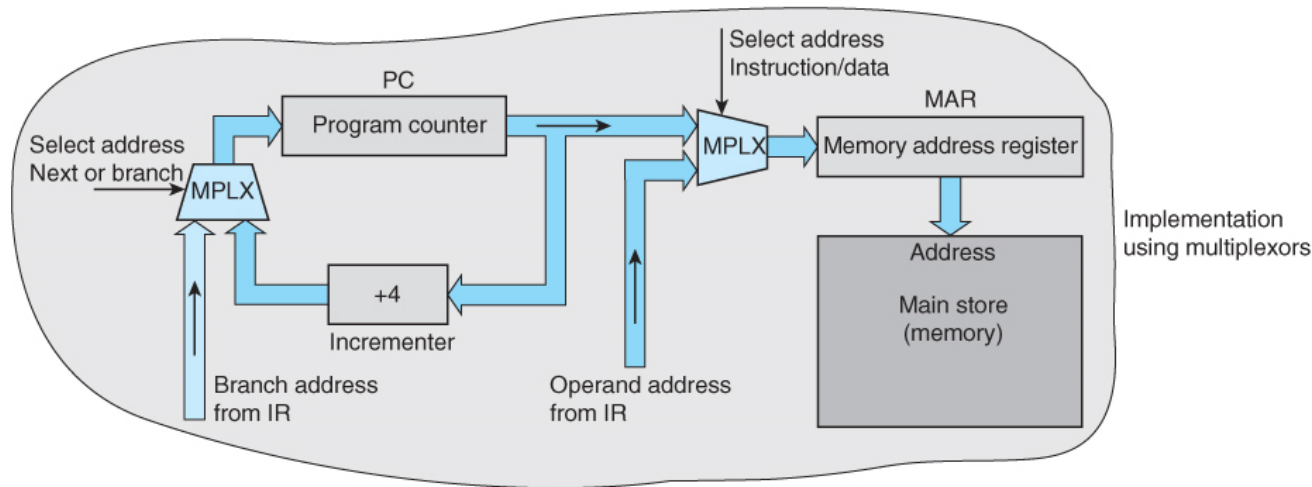 Select address
Instruction/data
PC
MAR
Program counter
MPLX
Memory address register
Select address
Next or branch
MPLX
Implementation
using multiplexors
Address
+4
Main store
(memory)
Incrementer
Branch address
from IR
Operand address
from IR